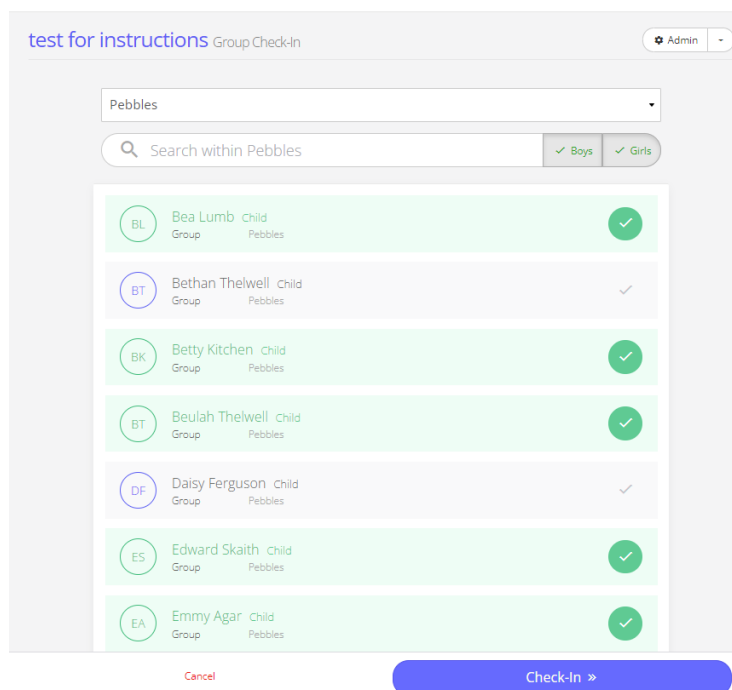 test for instructions Group Check-In
Admin
Pebbles
Search within Pebbles
Boys
Girls
BL
Bea Lumb Child
Group Pebbles
BT
Bethan Thelwell Child
Group Pebbles
BK
Betty Kitchen Child
Group Pebbles
BT
Beulah Thelwell Child
Group Pebbles
DF
Daisy Ferguson Child
Group Pebbles
ES
Edward Skaith Child
Group Pebbles
EA
Emmy Agar Child
Group Pebbles
Cancel
Check-In »